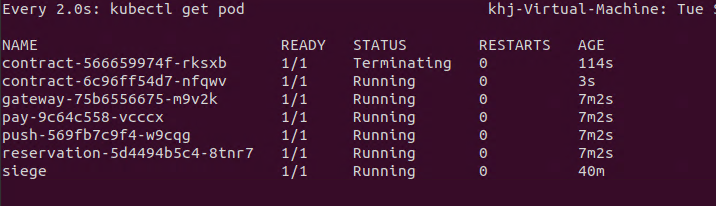 Every 2.0s: kubectl get pod khj-Virtual-Machine: Tue S
NAME READY STATUS RESTARTS AGE
contract-566659974f-rksxb 1/1 Terminating 0 114s
contract-6c96ff54d7-nfqwv 1/1 Running 0 3s
gateway-75b6556675-m9v2k 1/1 Running 0 7m2s
pay-9c64c558-vcccx 1/1 Running 0 7m2s
push-569fb7c9f4-w9cqg 1/1 Running 0 7m2s
reservation-5d4494b5c4-8tnr7 1/1 Running 0 7m2s
siege 1/1 Running 0 40m